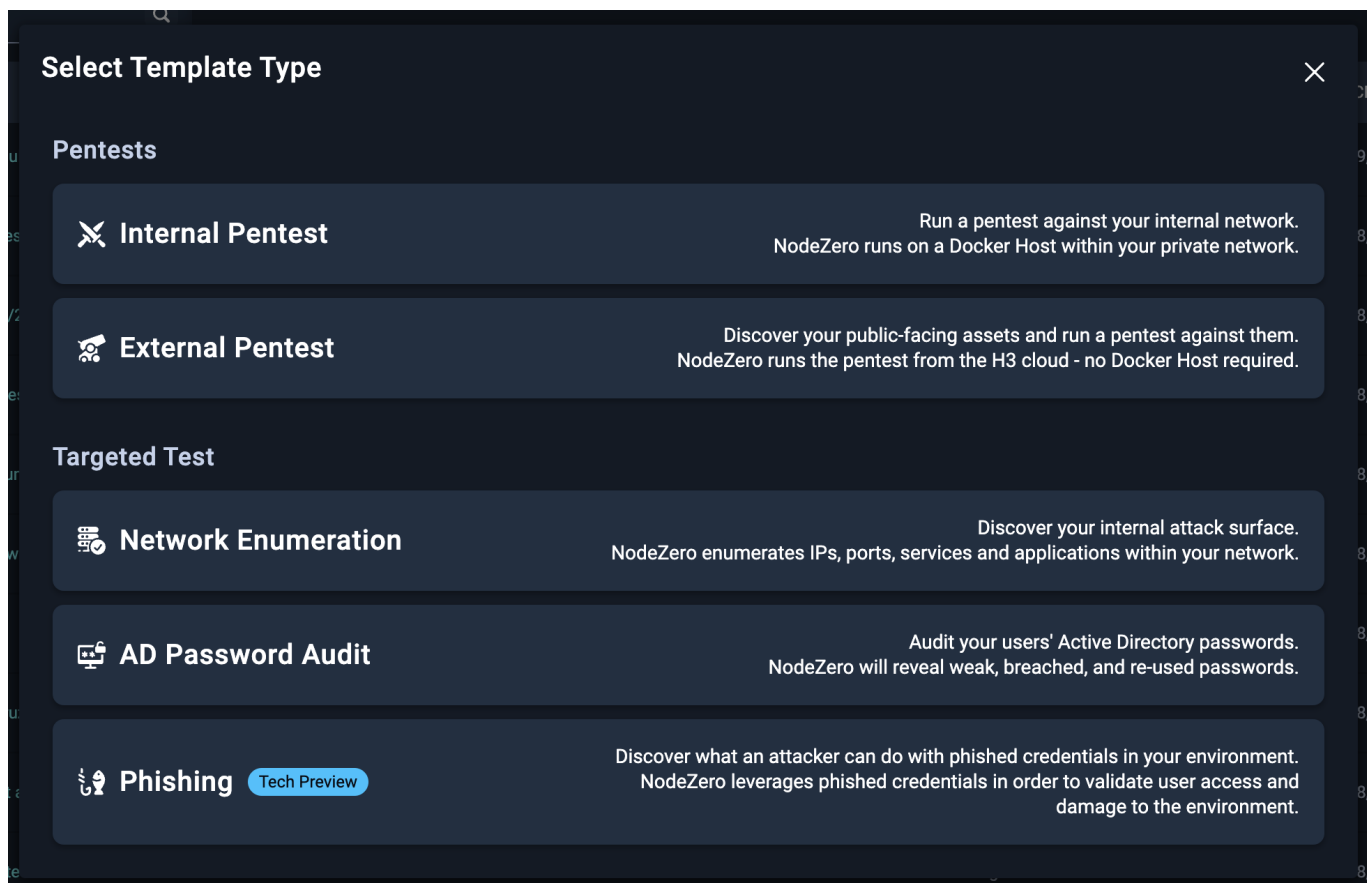 Select Template Type
Pentests
Internal Pentest
Run a pentest against your internal network.
NodeZero runs on a Docker Host within your private network.
External Pentest
Discover your public-facing assets and run a pentest against them.
NodeZero runs the pentest from the H3 cloud - no Docker Host required.
Targeted Test
Network Enumeration
Discover your internal attack surface.
NodeZero enumerates IPs, ports, services and applications within your network.
AD Password Audit
Audit your users' Active Directory passwords.
NodeZero will reveal weak, breached, and re-used passwords.
Phishing
Tech Preview
Discover what an attacker can do with phished credentials in your environment.
NodeZero leverages phished credentials in order to validate user access and
damage to the environment.